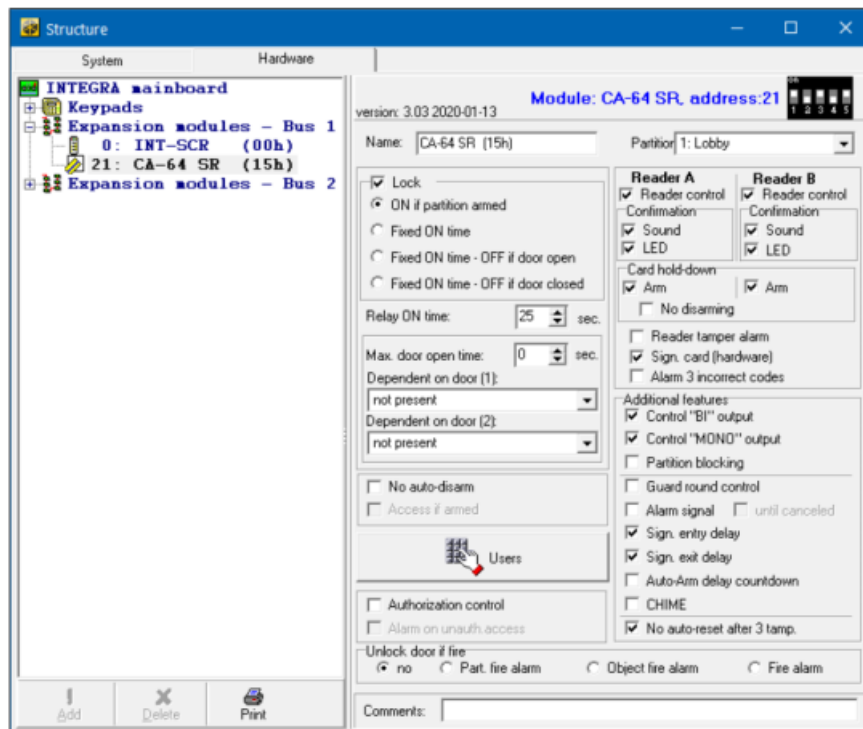 Structure
System Hardware
INTEGRA mainboard
Keypads
Expansion modules - Bus 1
0: INT-SCR (00h)
21: CA-64 SR (15h)
Expansion modules - Bus 2
Add Delete Print
version: 3.03 2020-01-13 Module: CA-64 SR, address:21
on
1 2 3 4 5
Name: CA-64 SR (15h) Partition 1: Lobby
Lock
ON if partition armed
Fixed ON time
Fixed ON time - OFF if door open
Fixed ON time - OFF if door closed
Relay ON time: 25 sec.
Max. door open time: 0 sec.
Dependent on door (1):
not present
Dependent on door (2):
not present
No auto-disarm
Access if armed
Users
Authorization control
Alarm on unauth.access
Reader A Reader B
Reader control Reader control
Confirmation Confirmation
Sound Sound
LED LED
Card hold-down
Arm Arm
No disarming
Reader tamper alarm
Sign. card (hardware)
Alarm 3 incorrect codes
Additional features
Control "BI" output
Control "MONO" output
Partition blocking
Guard round control
Alarm signal until canceled
Sign. entry delay
Sign. exit delay
Auto-Arm delay countdown
CHIME
No auto-reset after 3 tamp.
Unlock door if fire
no Part. fire alarm Object fire alarm Fire alarm
Comments: